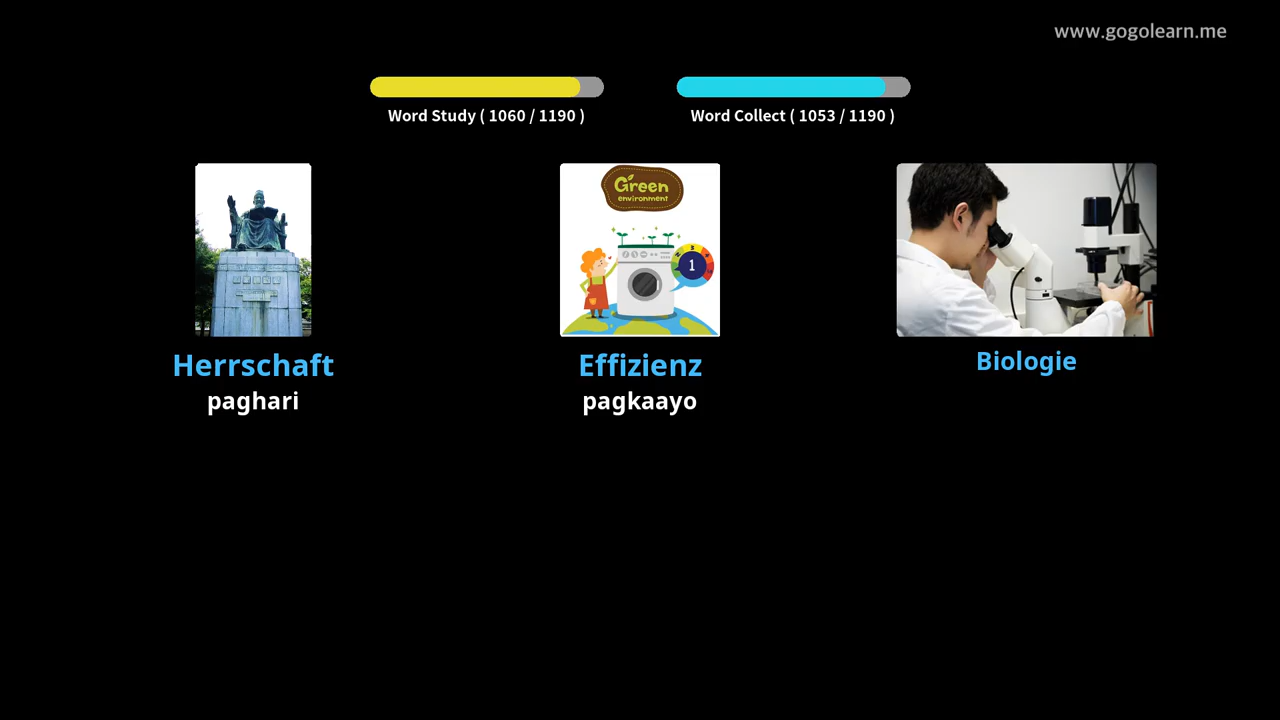 www.gogolearn.me
Word Study ( 1060 / 1190 )
Word Collect ( 1053 / 1190 )
Green
environment
1
Herrschaft
paghari
Effizienz
pagkaayo
Biologie